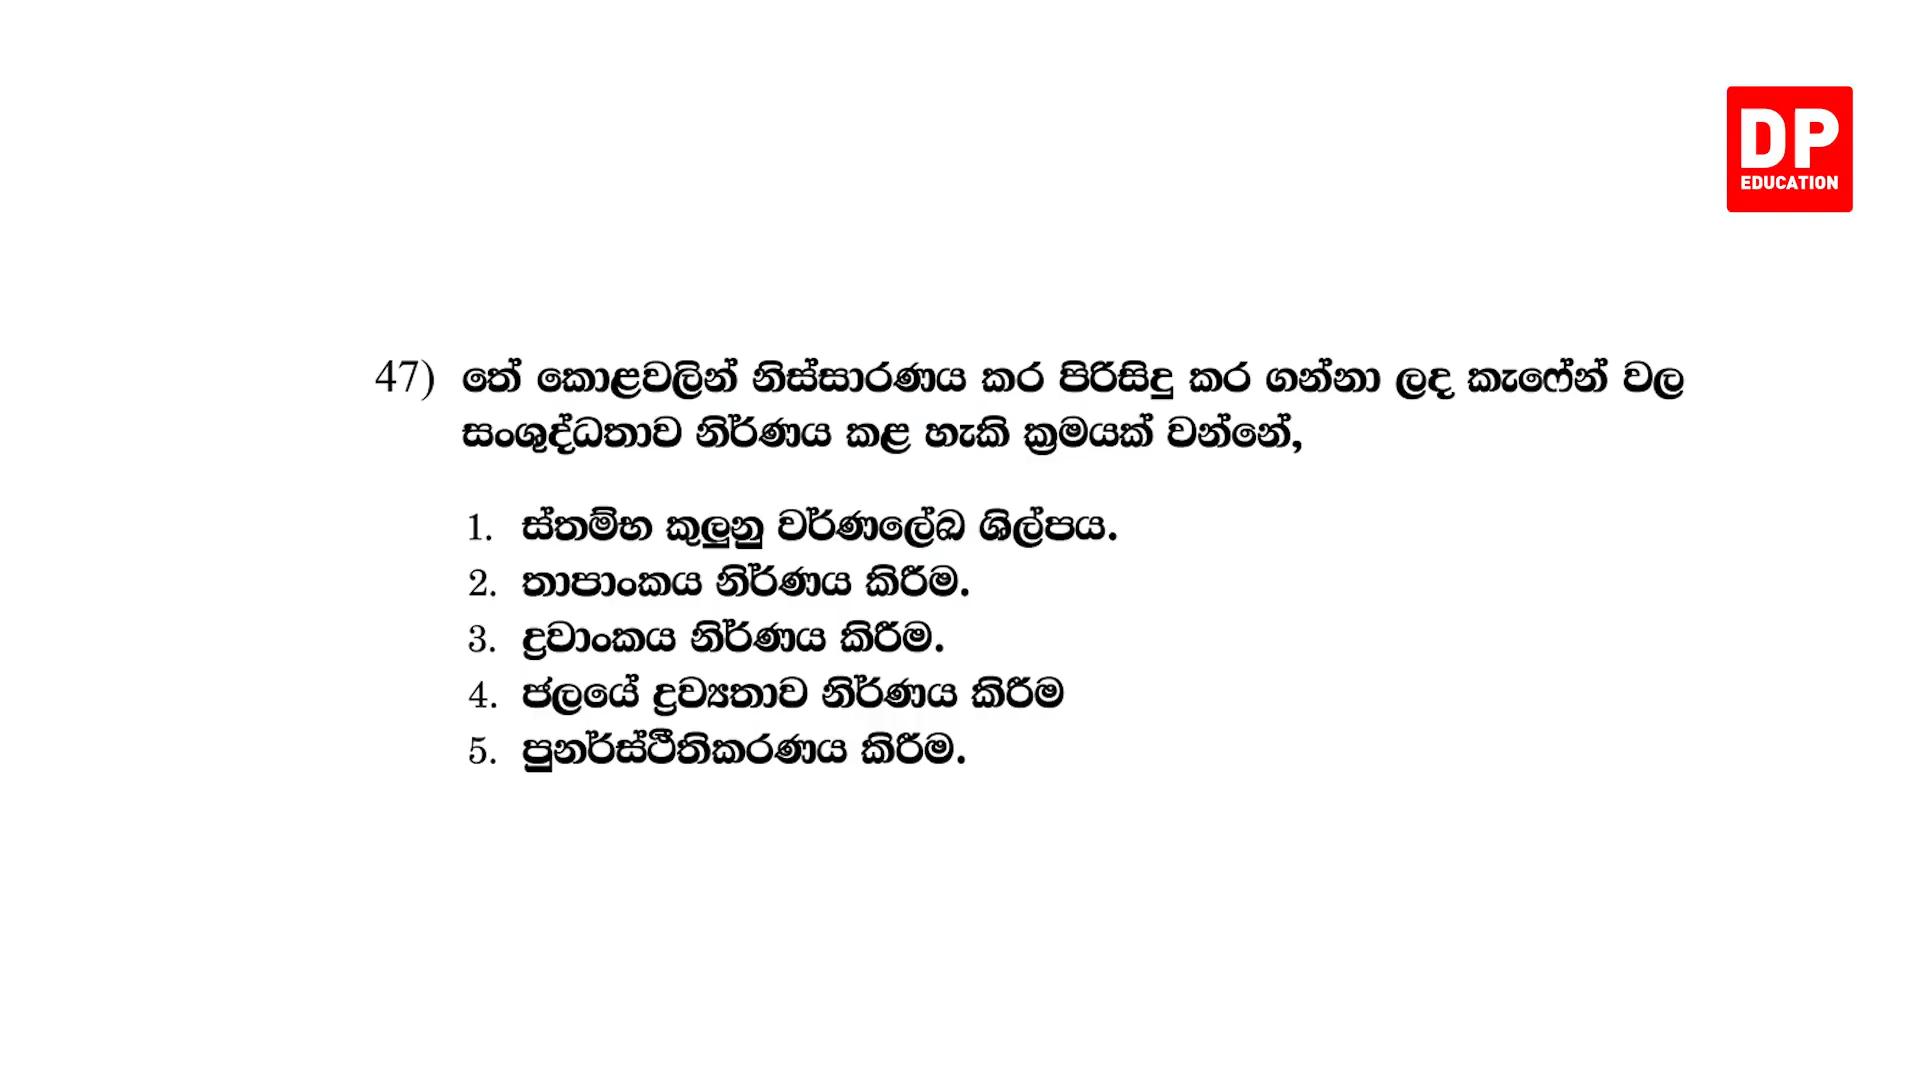 DP
EDUCATION
47) තේ කොළවලින් නිස්සාරණය කර පිරිසිදු කර ගන්නා ලද කැෆේන් වල
සංශුද්ධතාව නිර්ණය කළ හැකි ක්‍රමයක් වන්නේ,
1. ස්තම්භ කුලුනු වර්ණලේඛ ශිල්පය.
2. තාපාංකය නිර්ණය කිරීම.
3. ද්‍රවාංකය නිර්ණය කිරීම.
4. ජලයේ ද්‍රව්‍යතාව නිර්ණය කිරීම
5. පුනර්ස්ඵීතිකරණය කිරීම.